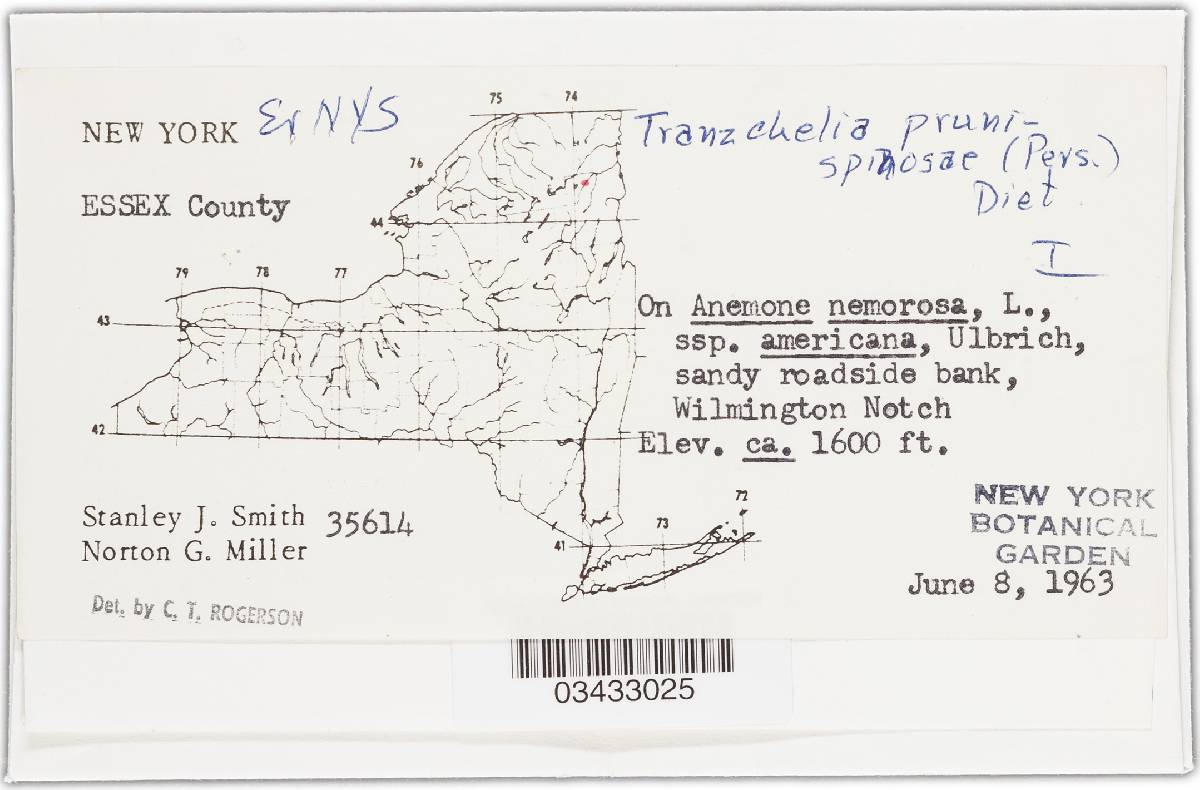 NEW YORK Ex NYS
ESSEX County
Tranzchelia pruni-
spinosae (Pers.)
Diet
I
75 74
76
44
79 78 77
43
42
On Anemone nemorosa, L.,
ssp. americana, Ulbrich,
sandy roadside bank,
Wilmington Notch
Elev. ca. 1600 ft.
Stanley J. Smith 35614
Norton G. Miller
72
73
41
NEW YORK
BOTANICAL
GARDEN
June 8, 1963
Det. by C. T. ROGERSON
03433025